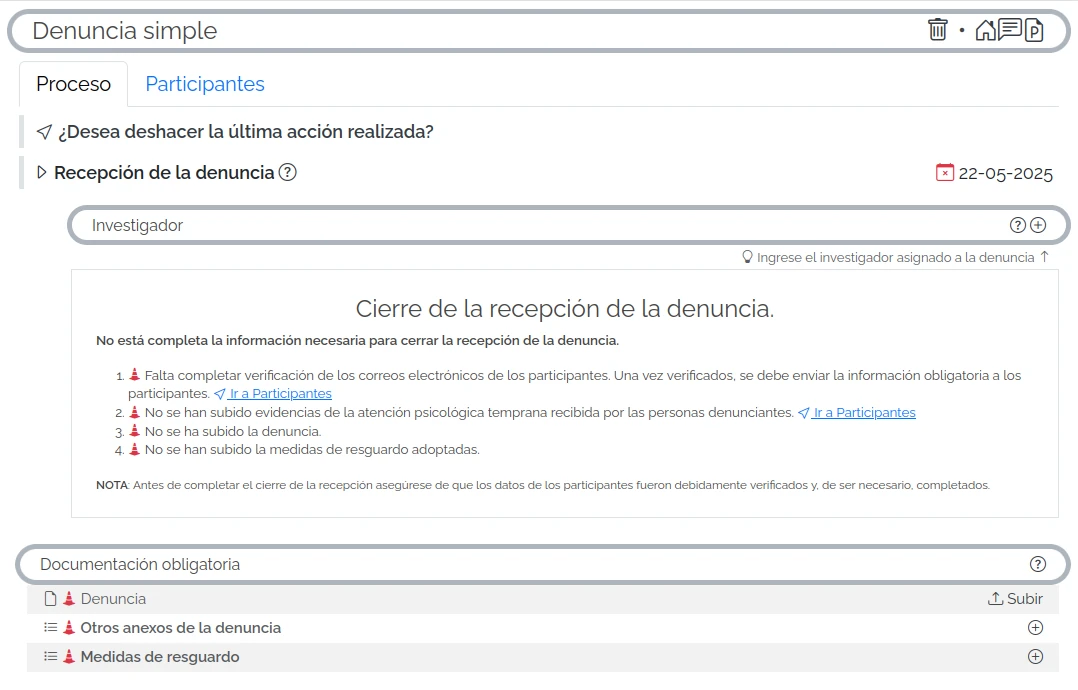 Denuncia simple
Proceso
Participantes
¿Desea deshacer la última acción realizada?
Recepción de la denuncia
22-05-2025
Investigador
Ingrese el investigador asignado a la denuncia ↑
Cierre de la recepción de la denuncia.
No está completa la información necesaria para cerrar la recepción de la denuncia.
1. Falta completar verificación de los correos electrónicos de los participantes. Una vez verificados, se debe enviar la información obligatoria a los
participantes. Ir a Participantes
2. No se han subido evidencias de la atención psicológica temprana recibida por las personas denunciantes. Ir a Participantes
3. No se ha subido la denuncia.
4. No se han subido la medidas de resguardo adoptadas.
NOTA: Antes de completar el cierre de la recepción asegúrese de que los datos de los participantes fueron debidamente verificados y, de ser necesario, completados.
Documentación obligatoria
Denuncia
Subir
Otros anexos de la denuncia
Medidas de resguardo